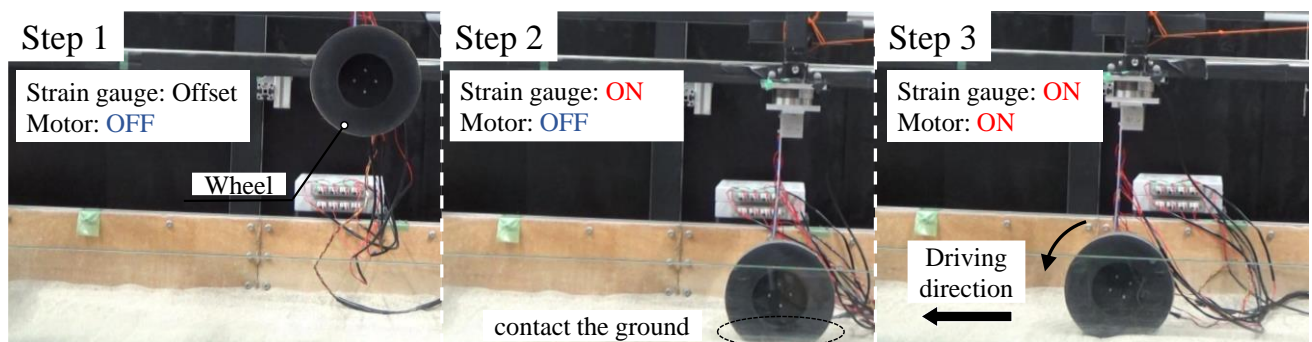 Step 1
Strain gauge: Offset
Motor: OFF
Wheel
Step 2
Strain gauge: ON
Motor: OFF
contact the ground
Step 3
Strain gauge: ON
Motor: ON
Driving
direction